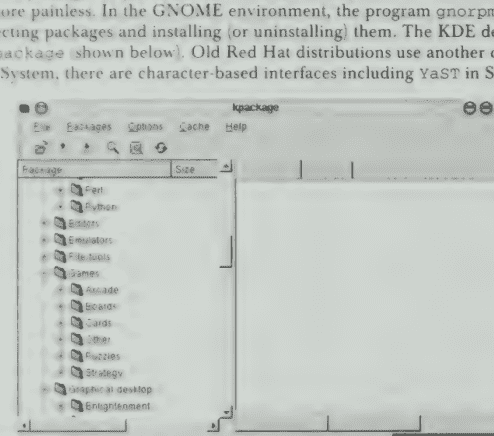 ore painless. In the GNOME environment, the program gnorpm
cting packages and installing (or uninstalling) them. The KDE de
package shown below). Old Red Hat distributions use another
System, there are character-based interfaces including YaST in S
kpackage
File Packages Options Cache Help
Package Size
Perl
Python
Editors
Emulators
File tools
Games
Arcade
Boards
Cards
Other
Puzzles
Strategy
Graphical desktop
Enlightenment